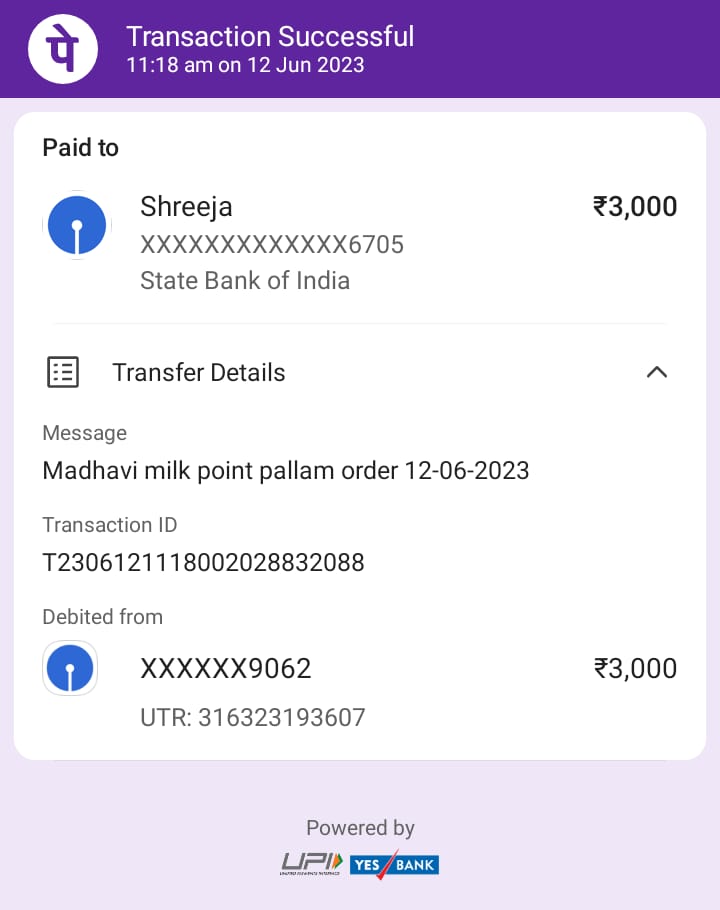 पे
Transaction Successful
11:18 am on 12 Jun 2023
Paid to
Shreeja ₹3,000
XXXXXXXXXXXXX6705
State Bank of India
Transfer Details
Message
Madhavi milk point pallam order 12-06-2023
Transaction ID
T2306121118002028832088
Debited from
XXXXXX9062 ₹3,000
UTR: 316323193607
Powered by
UPI YES BANK
UNIFIED PAYMENTS INTERFACE